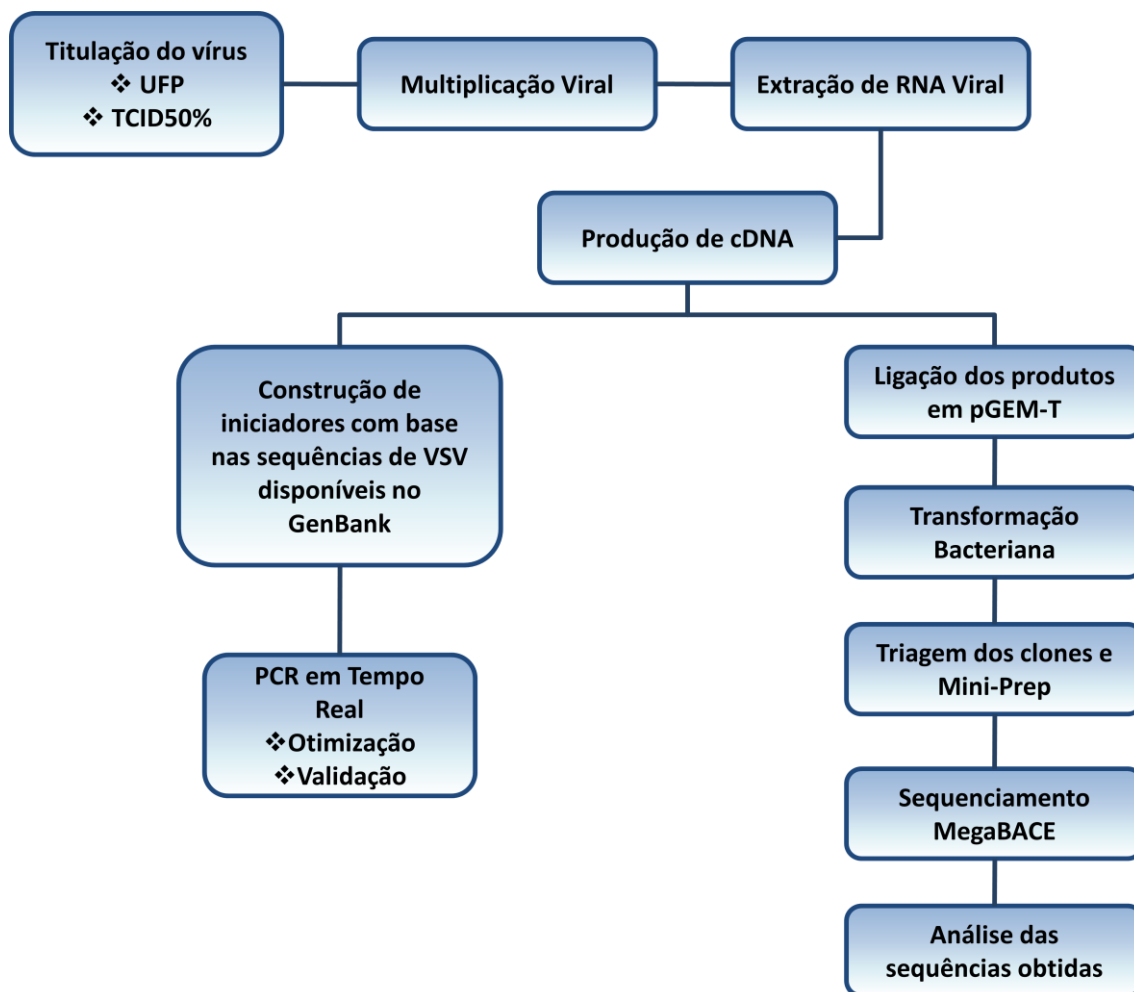 Titulação do vírus
❖ UFP
❖ TCID50%
Multiplicação Viral
Extração de RNA Viral
Produção de cDNA
Construção de
iniciadores com base
nas sequências de VSV
disponíveis no
GenBank
PCR em Tempo
Real
❖Otimização
❖Validação
Ligação dos produtos
em pGEM-T
Transformação
Bacteriana
Triagem dos clones e
Mini-Prep
Sequenciamento
MegaBACE
Análise das
sequências obtidas